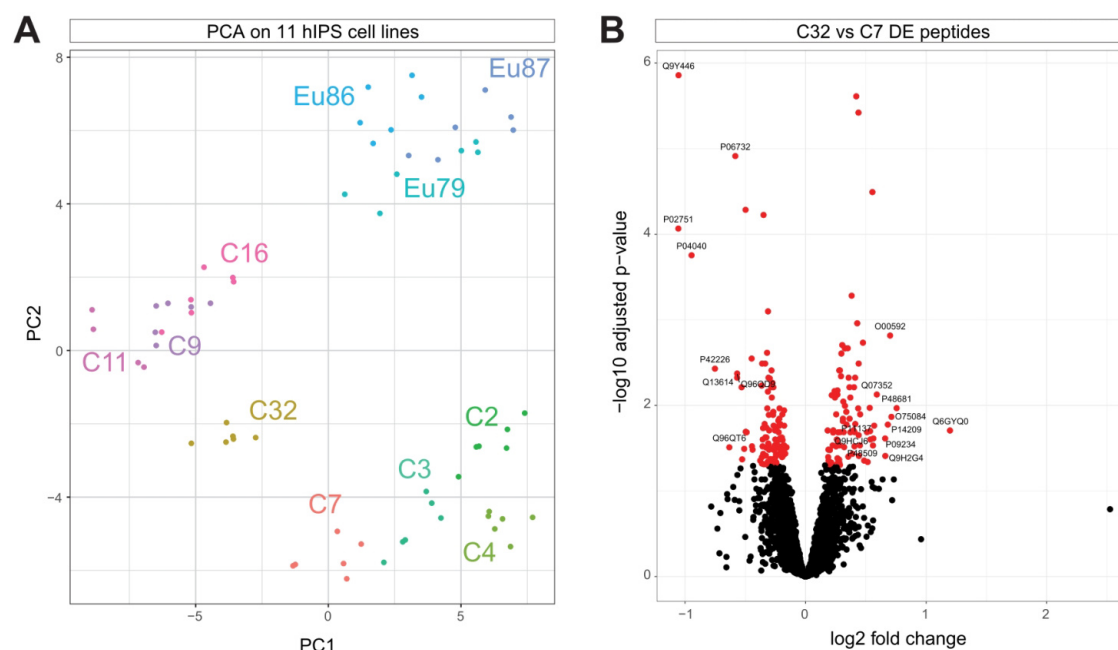 A
PCA on 11 hIPS cell lines
8
4
0
−4
PC2
Eu87
Eu86
Eu79
C16
C9
C11
C32
C2
C3
C7
C4
−5
0
5
PC1
B
C32 vs C7 DE peptides
6
4
2
0
−log10 adjusted p-value
Q9Y446
P06732
P02751
P04040
O00592
P42226
Q13614
Q07352
P48681
O75084
Q6GYQ0
P14209
P11137
Q96QT6
P09234
P48509
Q9H2G4
−1
0
1
2
log2 fold change